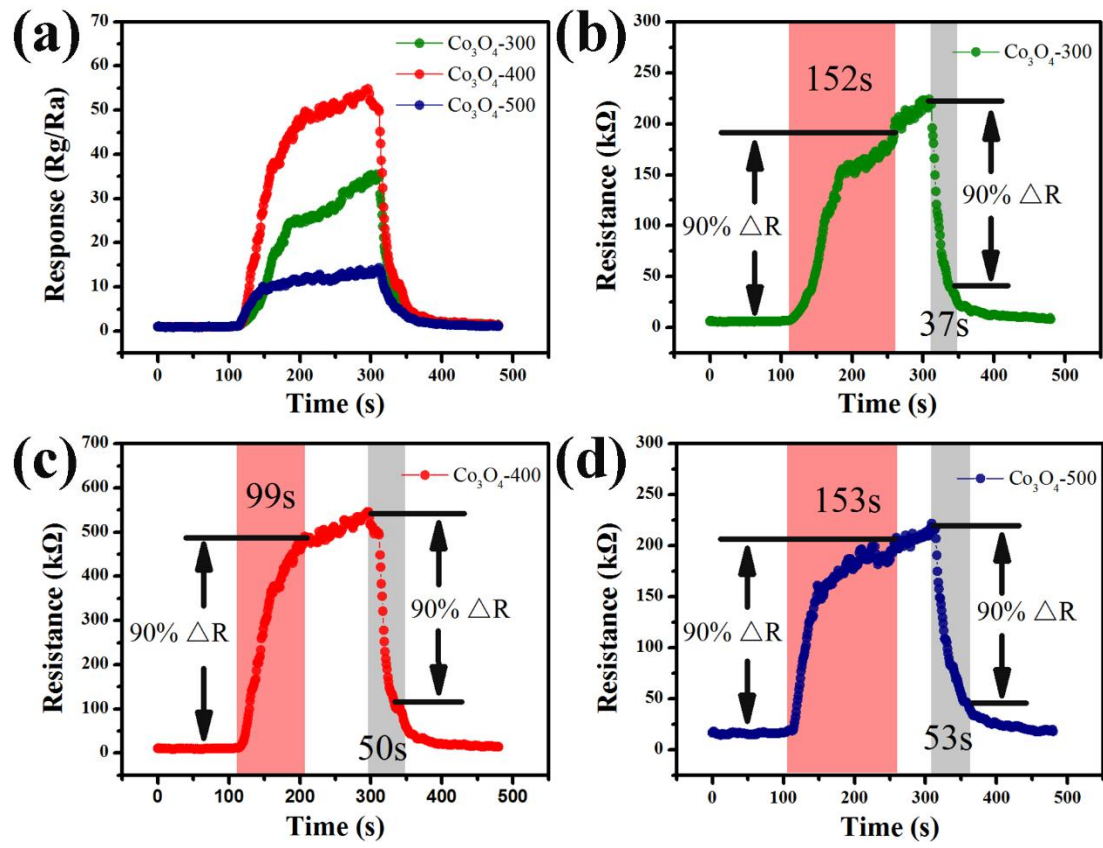 (a)
Response (Rg/Ra)
70
60
50
40
30
20
10
0
Co₃O₄-300
Co₃O₄-400
Co₃O₄-500
0 100 200 300 400 500
Time (s)
(b)
Resistance (kΩ)
300
250
200
150
100
50
0
Co₃O₄-300
152s
90% △R
90% △R
37s
0 100 200 300 400 500
Time (s)
(c)
Resistance (kΩ)
700
600
500
400
300
200
100
0
Co₃O₄-400
99s
90% △R
90% △R
50s
0 100 200 300 400 500
Time (s)
(d)
Resistance (kΩ)
300
250
200
150
100
50
0
Co₃O₄-500
153s
90% △R
90% △R
53s
0 100 200 300 400 500
Time (s)